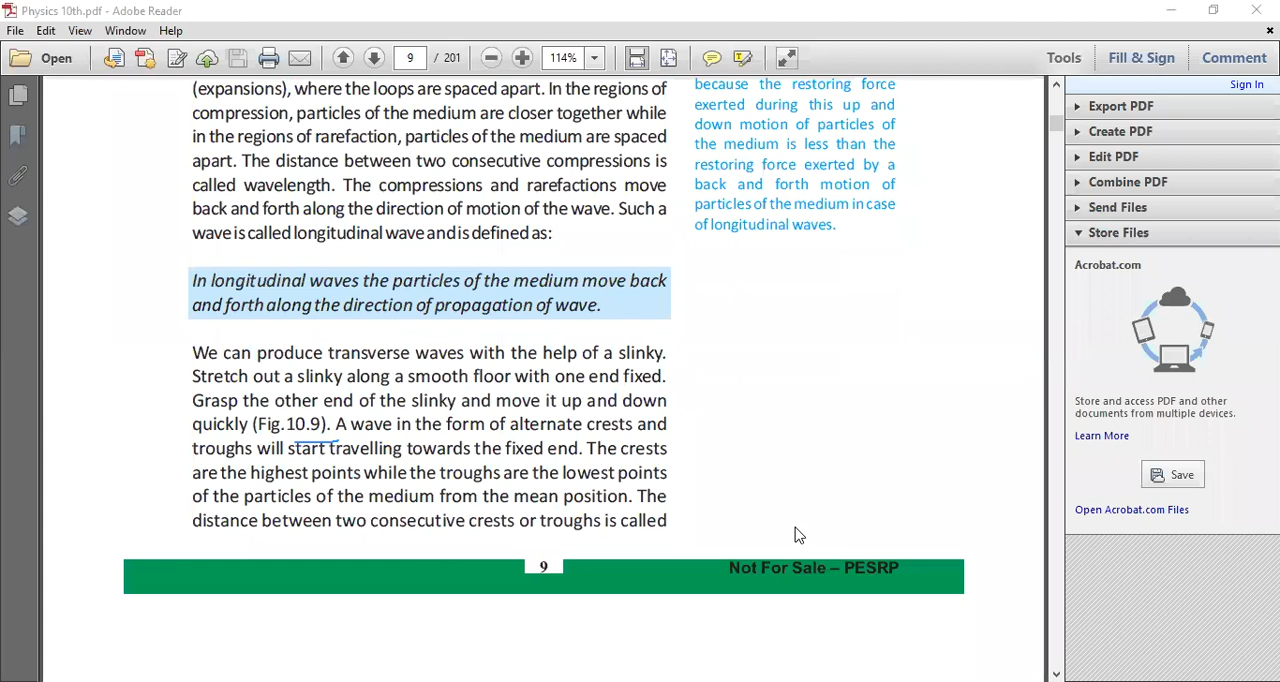 Physics 10th.pdf - Adobe Reader
File Edit View Window Help
Open 9 / 201 114% Tools Fill & Sign Comment
Sign In
(expansions), where the loops are spaced apart. In the regions of
compression, particles of the medium are closer together while
in the regions of rarefaction, particles of the medium are spaced
apart. The distance between two consecutive compressions is
called wavelength. The compressions and rarefactions move
back and forth along the direction of motion of the wave. Such a
wave is called longitudinal wave and is defined as:
In longitudinal waves the particles of the medium move back
and forth along the direction of propagation of wave.
We can produce transverse waves with the help of a slinky.
Stretch out a slinky along a smooth floor with one end fixed.
Grasp the other end of the slinky and move it up and down
quickly (Fig.10.9). A wave in the form of alternate crests and
troughs will start travelling towards the fixed end. The crests
are the highest points while the troughs are the lowest points
of the particles of the medium from the mean position. The
distance between two consecutive crests or troughs is called
because the restoring force
exerted during this up and
down motion of particles of
the medium is less than the
restoring force exerted by a
back and forth motion of
particles of the medium in case
of longitudinal waves.
9
Not For Sale – PESRP
Export PDF
Create PDF
Edit PDF
Combine PDF
Send Files
Store Files
Acrobat.com
Store and access PDF and other
documents from multiple devices.
Learn More
Save
Open Acrobat.com Files